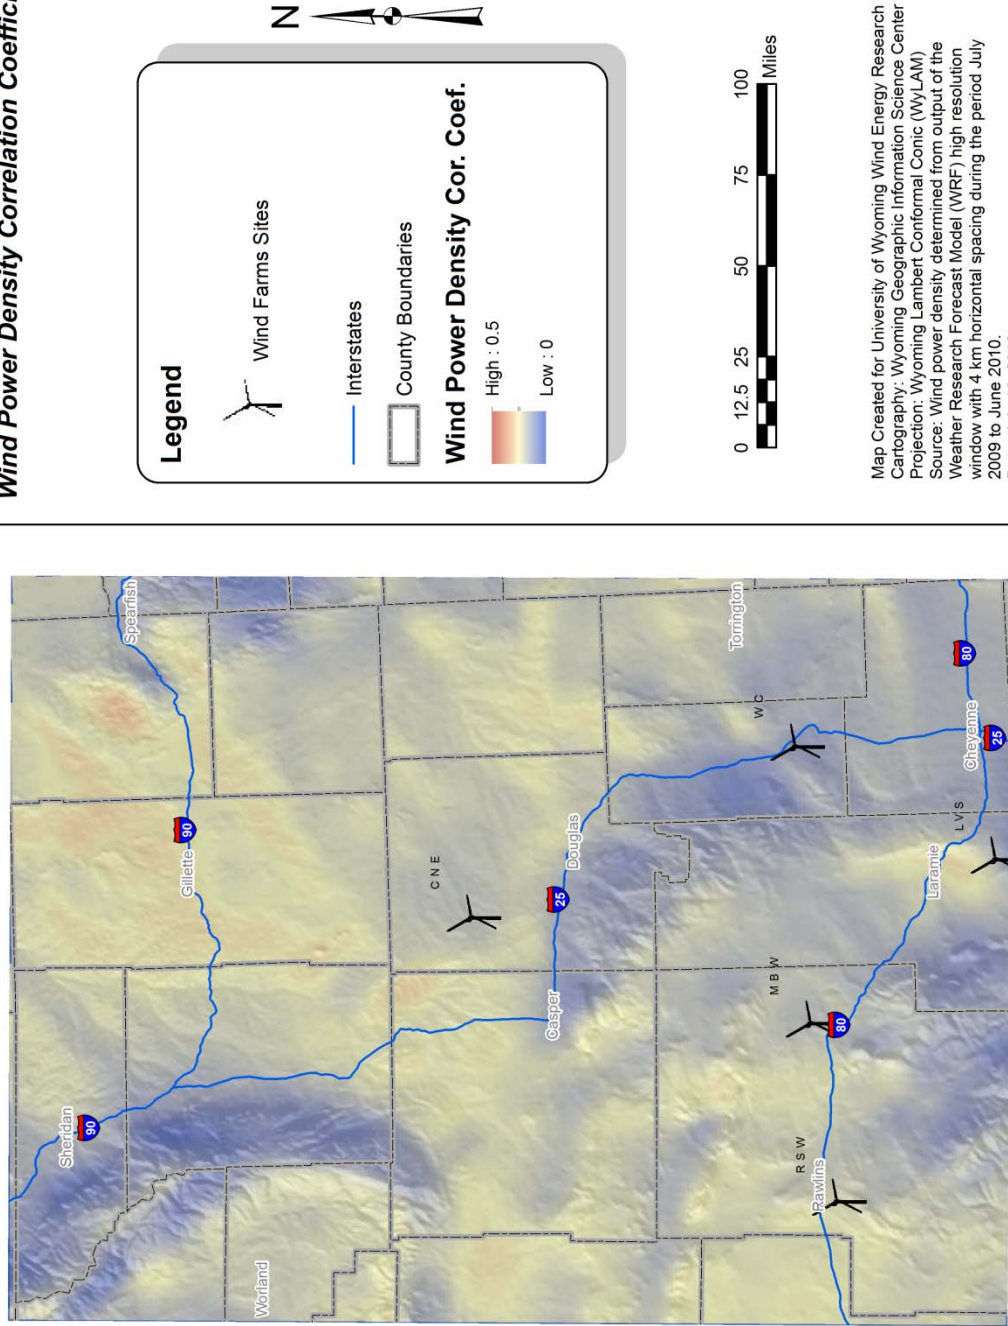 Wind Power Density Correlation
N
Legend
Wind Farms Sites
Interstates
County Boundaries
Wind Power Density Cor. Coef.
High : 0.5
Low : 0
0 12.5 25 50 75 100
Miles
Map Created for University of Wyoming Wind Energy Research
Cartography: Wyoming Geographic Information Science Center
Projection: Wyoming Lambert Conformal Conic (WyLAM)
Source: Wind power density determined from output of the
Weather Research Forecast Model (WRF) high resolution
window with 4 km horizontal spacing during the period July
2009 to June 2010.
Sheridan
90
Gillette
90
Spearfish
Worland
CNE
Casper
25
Douglas
Torrington
WC
MBW
80
RSW
Rawlins
Laramie
LVS
Cheyenne
80
25